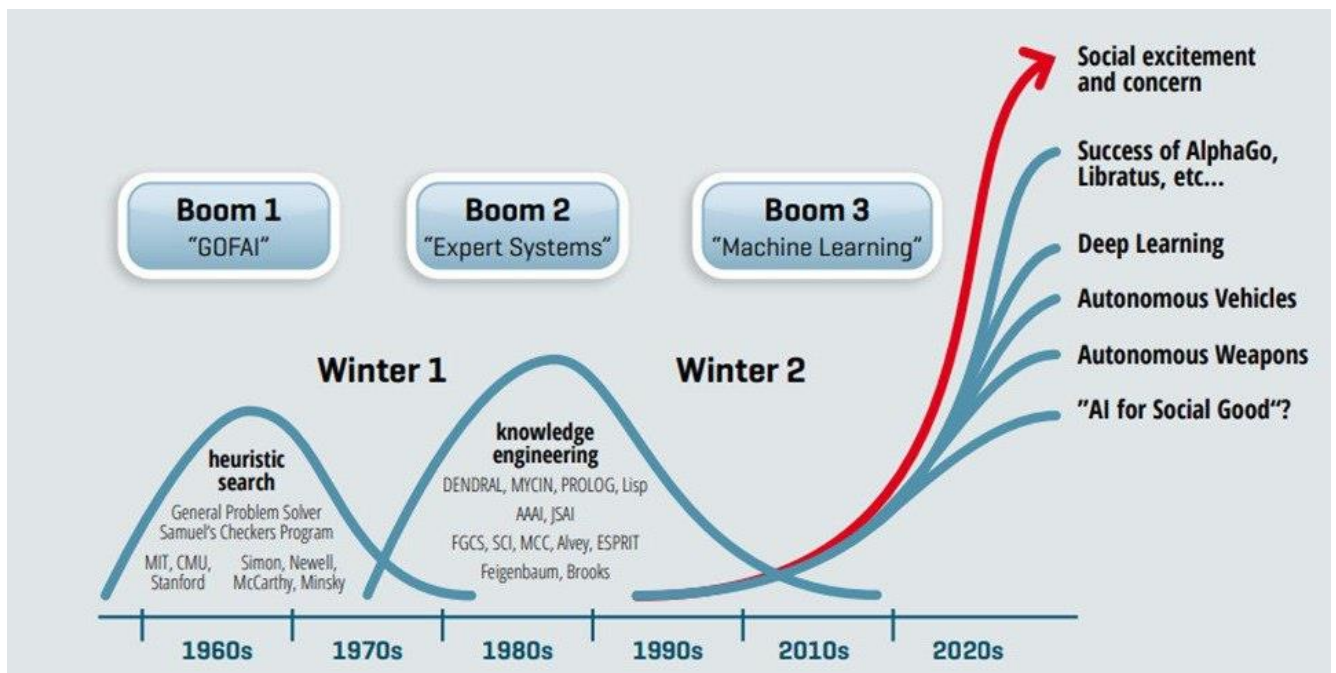 Social excitement
and concern
Success of AlphaGo,
Libratus, etc...
Deep Learning
Autonomous Vehicles
Autonomous Weapons
”AI for Social Good“?
Boom 1
“GOFAI”
Boom 2
“Expert Systems”
Boom 3
“Machine Learning”
Winter 1
Winter 2
heuristic
search
General Problem Solver
Samuel's Checkers Program
MIT, CMU,
Stanford
Simon, Newell,
McCarthy, Minsky
knowledge
engineering
DENDRAL, MYCIN, PROLOG, Lisp
AAAI, JSAI
FGCS, SCI, MCC, Alvey, ESPRIT
Feigenbaum, Brooks
1960s
1970s
1980s
1990s
2010s
2020s